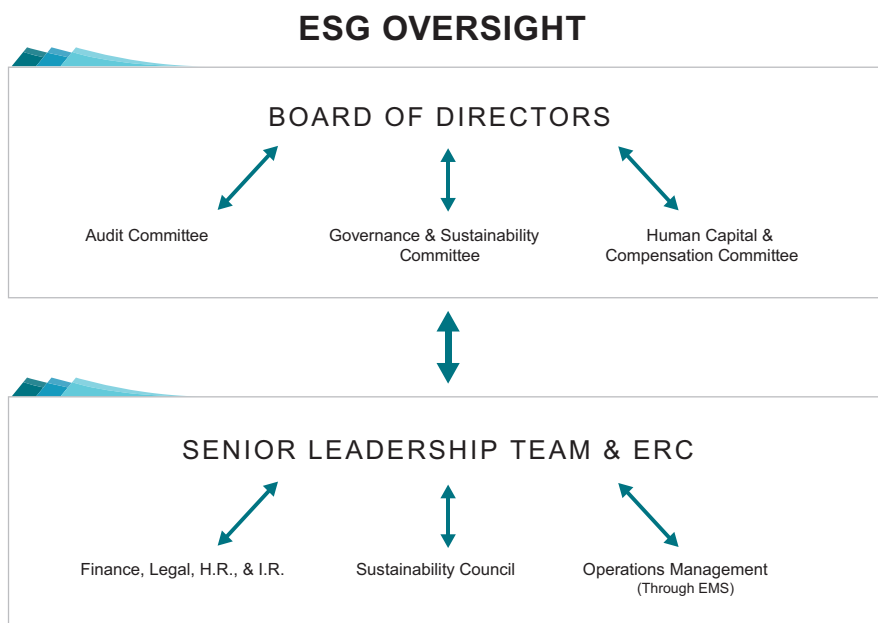 ESG OVERSIGHT
BOARD OF DIRECTORS
Audit Committee
Governance & Sustainability
Committee
Human Capital &
Compensation Committee
SENIOR LEADERSHIP TEAM & ERC
Finance, Legal, H.R., & I.R.
Sustainability Council
Operations Management
(Through EMS)